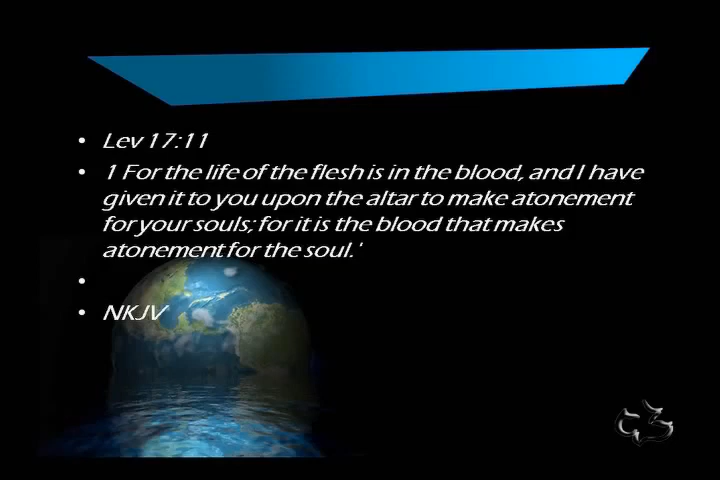 • Lev 17:11
• 1 For the life of the flesh is in the blood, and I have
given it to you upon the altar to make atonement
for your souls; for it is the blood that makes
atonement for the soul.'
•
• NKJV
c3